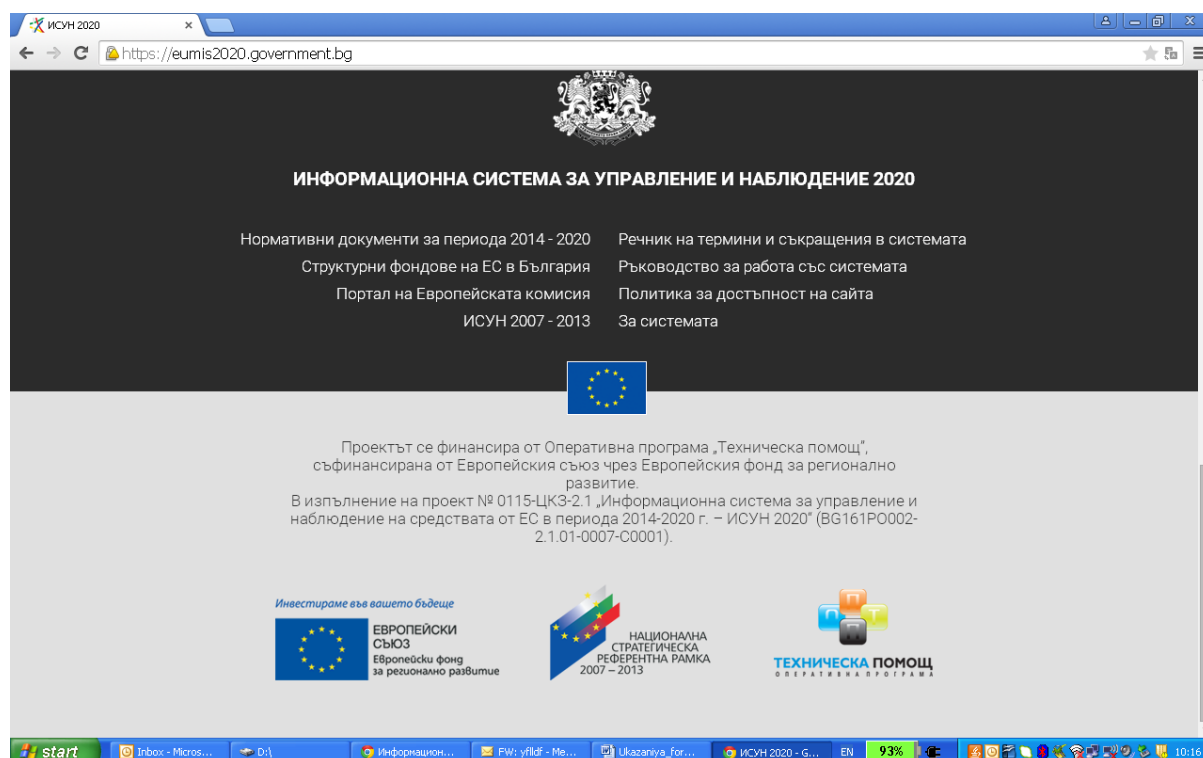 ИСУН 2020
https://eumis2020.government.bg
ИНФОРМАЦИОННА СИСТЕМА ЗА УПРАВЛЕНИЕ И НАБЛЮДЕНИЕ 2020
Нормативни документи за периода 2014 - 2020
Структурни фондове на ЕС в България
Портал на Европейската комисия
ИСУН 2007 - 2013
Речник на термини и съкращения в системата
Ръководство за работа със системата
Политика за достъпност на сайта
За системата
Проектът се финансира от Оперативна програма „Техническа помощ“,
съфинансирана от Европейския съюз чрез Европейския фонд за регионално
развитие.
В изпълнение на проект № 0115-ЦКЗ-2.1 „Информационна система за управление и
наблюдение на средствата от ЕС в периода 2014-2020 г. – ИСУН 2020“ (BG161PO002-
2.1.01-0007-C0001).
Инвестираме във вашето бъдеще
ЕВРОПЕЙСКИ
СЪЮЗ
Европейски фонд
за регионално развитие
НАЦИОНАЛНА
СТРАТЕГИЧЕСКА
РЕФЕРЕНТНА РАМКА
2007 – 2013
П
О Т
П
ТЕХНИЧЕСКА ПОМОЩ
ОПЕРАТИВНА ПРОГРАМА
start
Inbox - Micros...
D:\
Информацион...
FW: yflldf - Me...
Ukazaniya_for...
ИСУН 2020 - G...
EN
93%
10:16